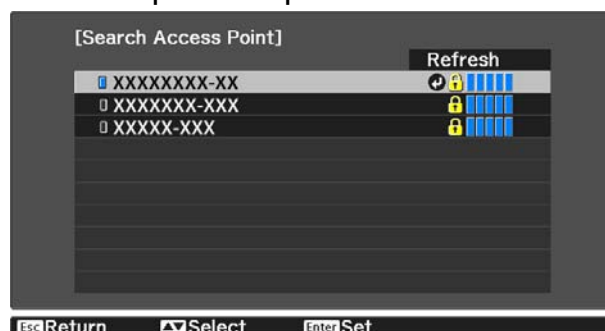 [Search Access Point]
Refresh
XXXXXXXX-XX
XXXXXXX-XXX
XXXXX-XXX
Esc Return Select Enter Set